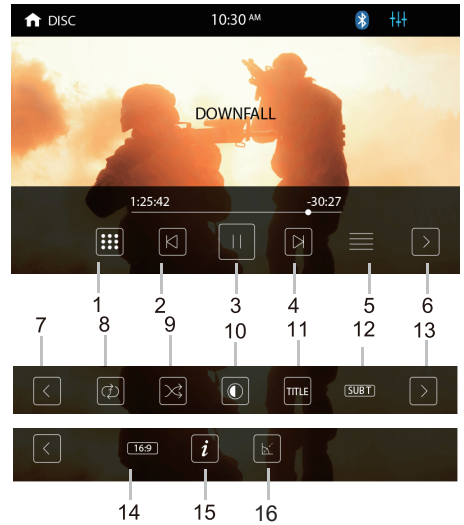 DISC 10:30 AM
DOWNFALL
1:25:42 -30:27
1 2 3 4 5 6
7 8 9 10 11 12 13
TITLE SUBT
16:9 i
14 15 16